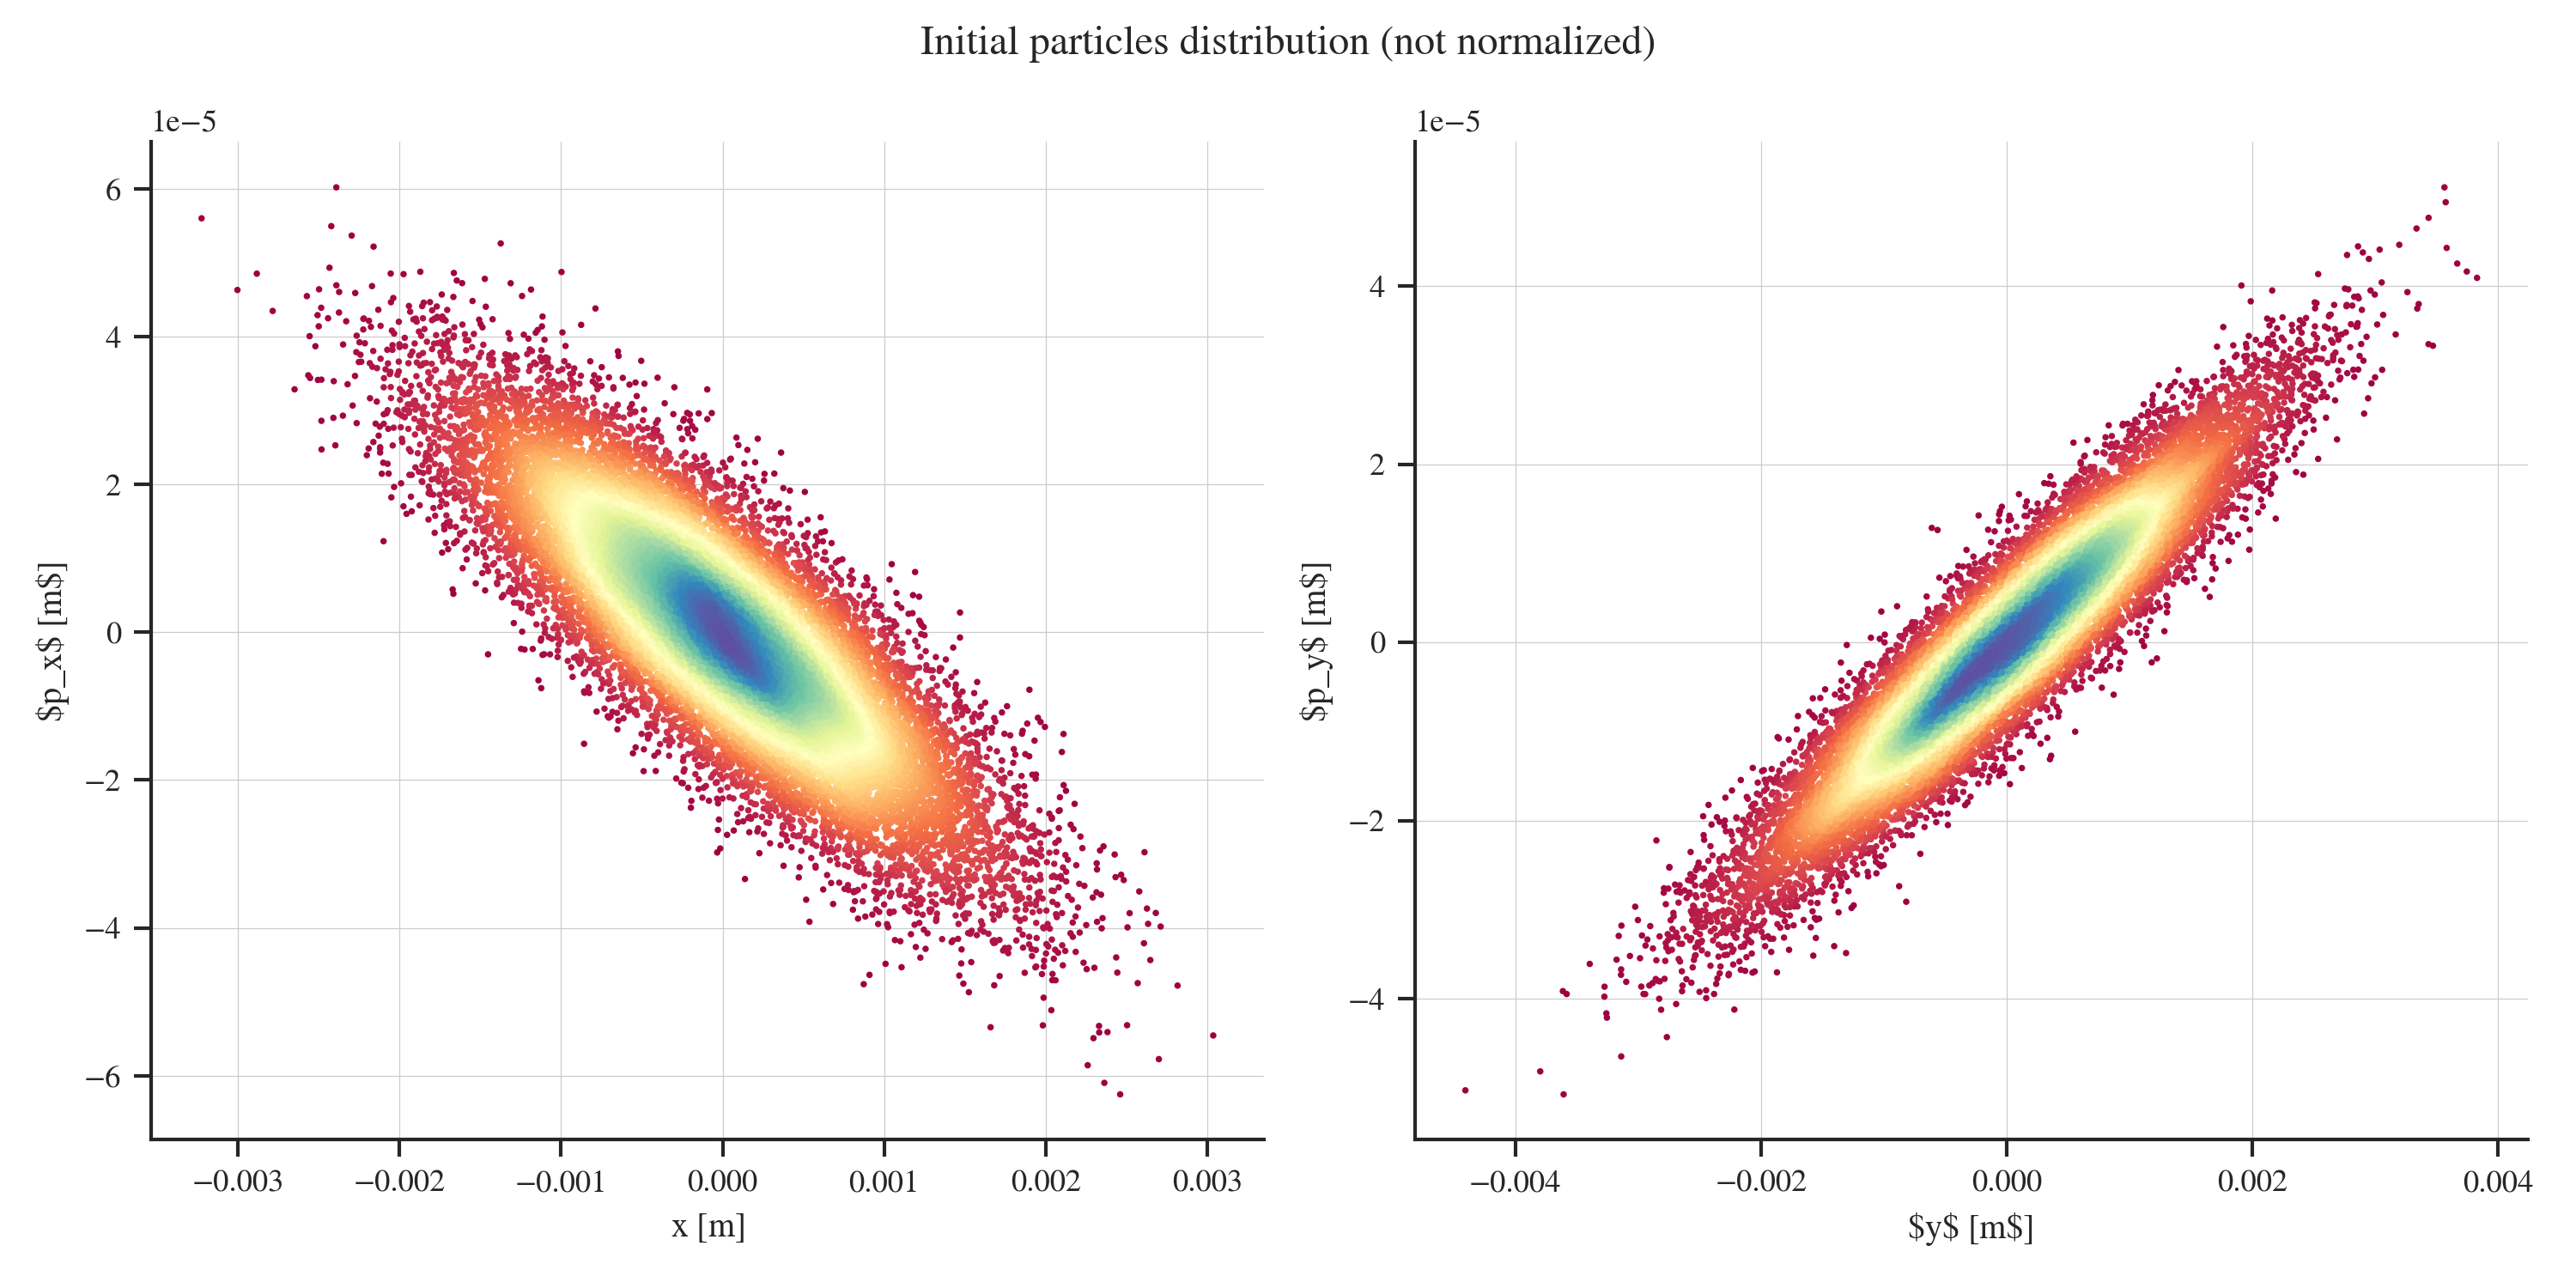 Initial particles distribution (not normalized)
1e−5
6
4
2
0
−2
−4
−6
$p_x$ [m$]
−0.003 −0.002 −0.001 0.000 0.001 0.002 0.003
x [m]
1e−5
4
2
0
−2
−4
$p_y$ [m$]
−0.004 −0.002 0.000 0.002 0.004
$y$ [m$]